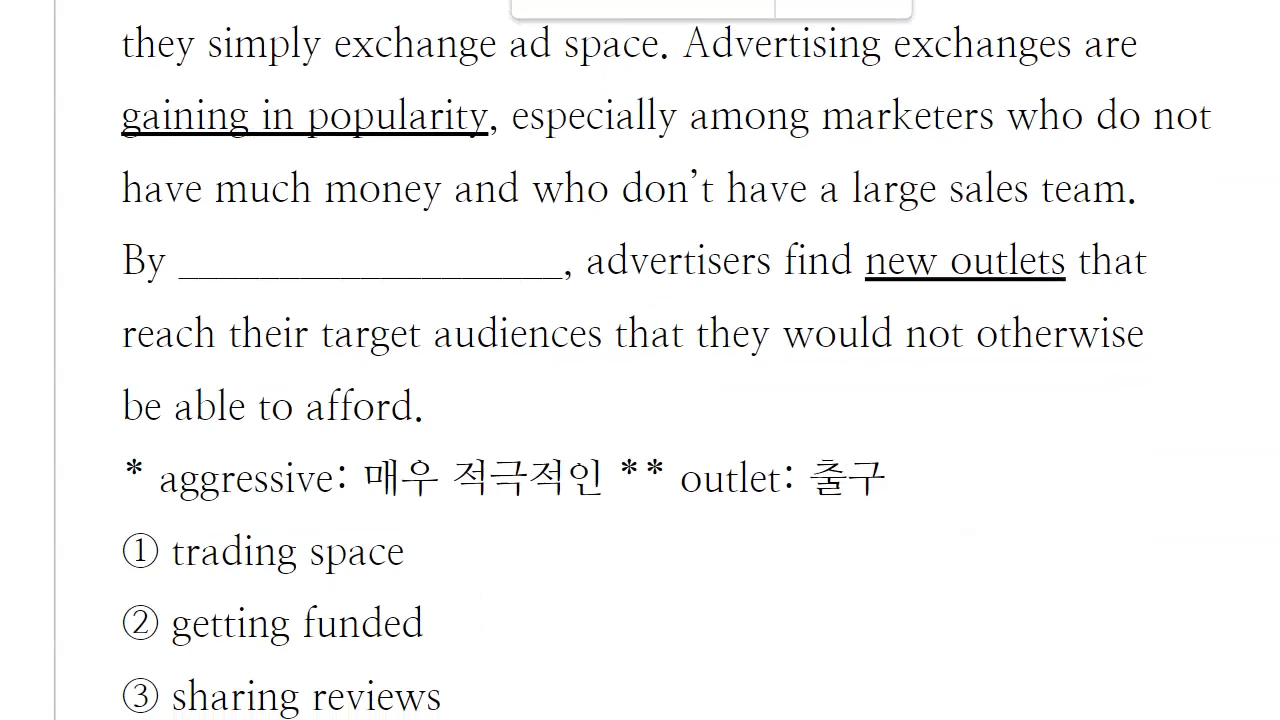 they simply exchange ad space. Advertising exchanges are
gaining in popularity, especially among marketers who do not
have much money and who don’t have a large sales team.
By ___________________, advertisers find new outlets that
reach their target audiences that they would not otherwise
be able to afford.
* aggressive: 매우 적극적인 ** outlet: 출구
① trading space
② getting funded
③ sharing reviews